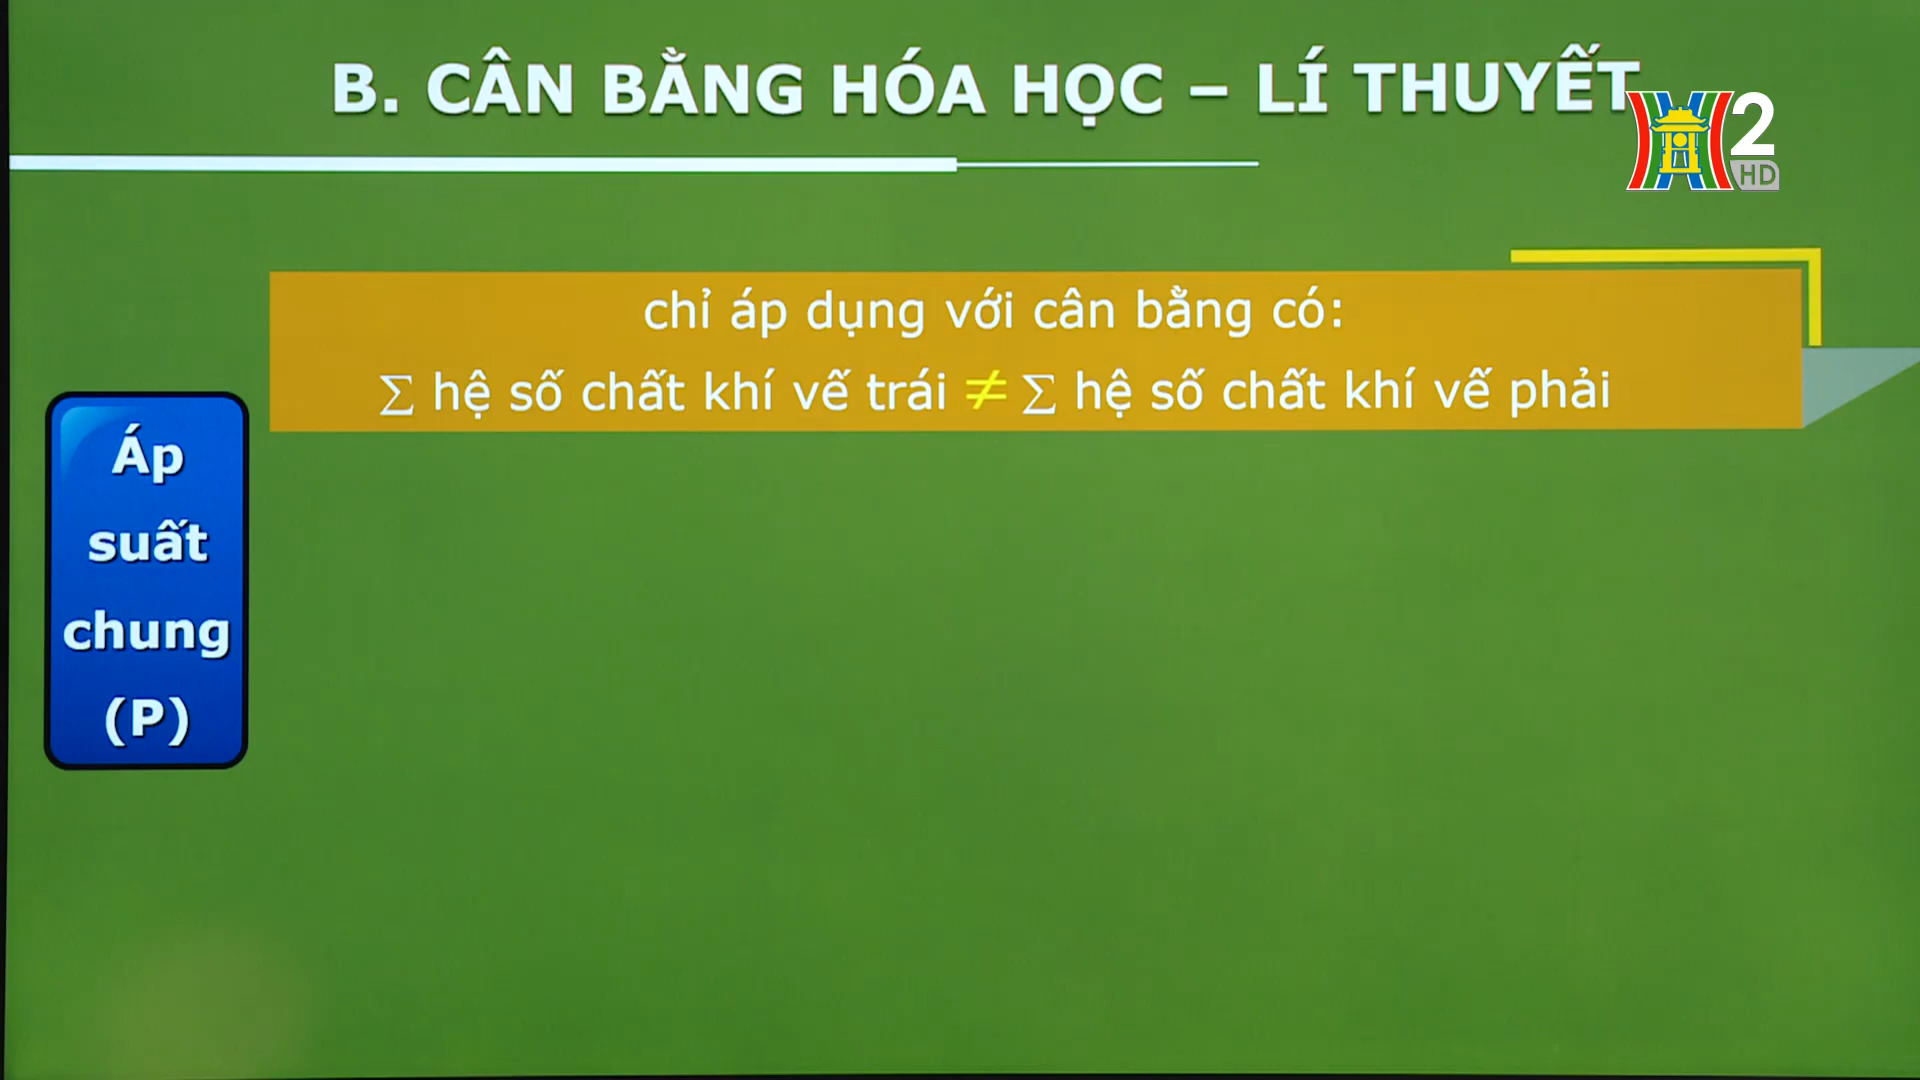 B. CÂN BẰNG HÓA HỌC – LÍ THUYẾT
2
HD
chỉ áp dụng với cân bằng có:
∑ hệ số chất khí vế trái ≠ ∑ hệ số chất khí vế phải
Áp
suất
chung
(P)